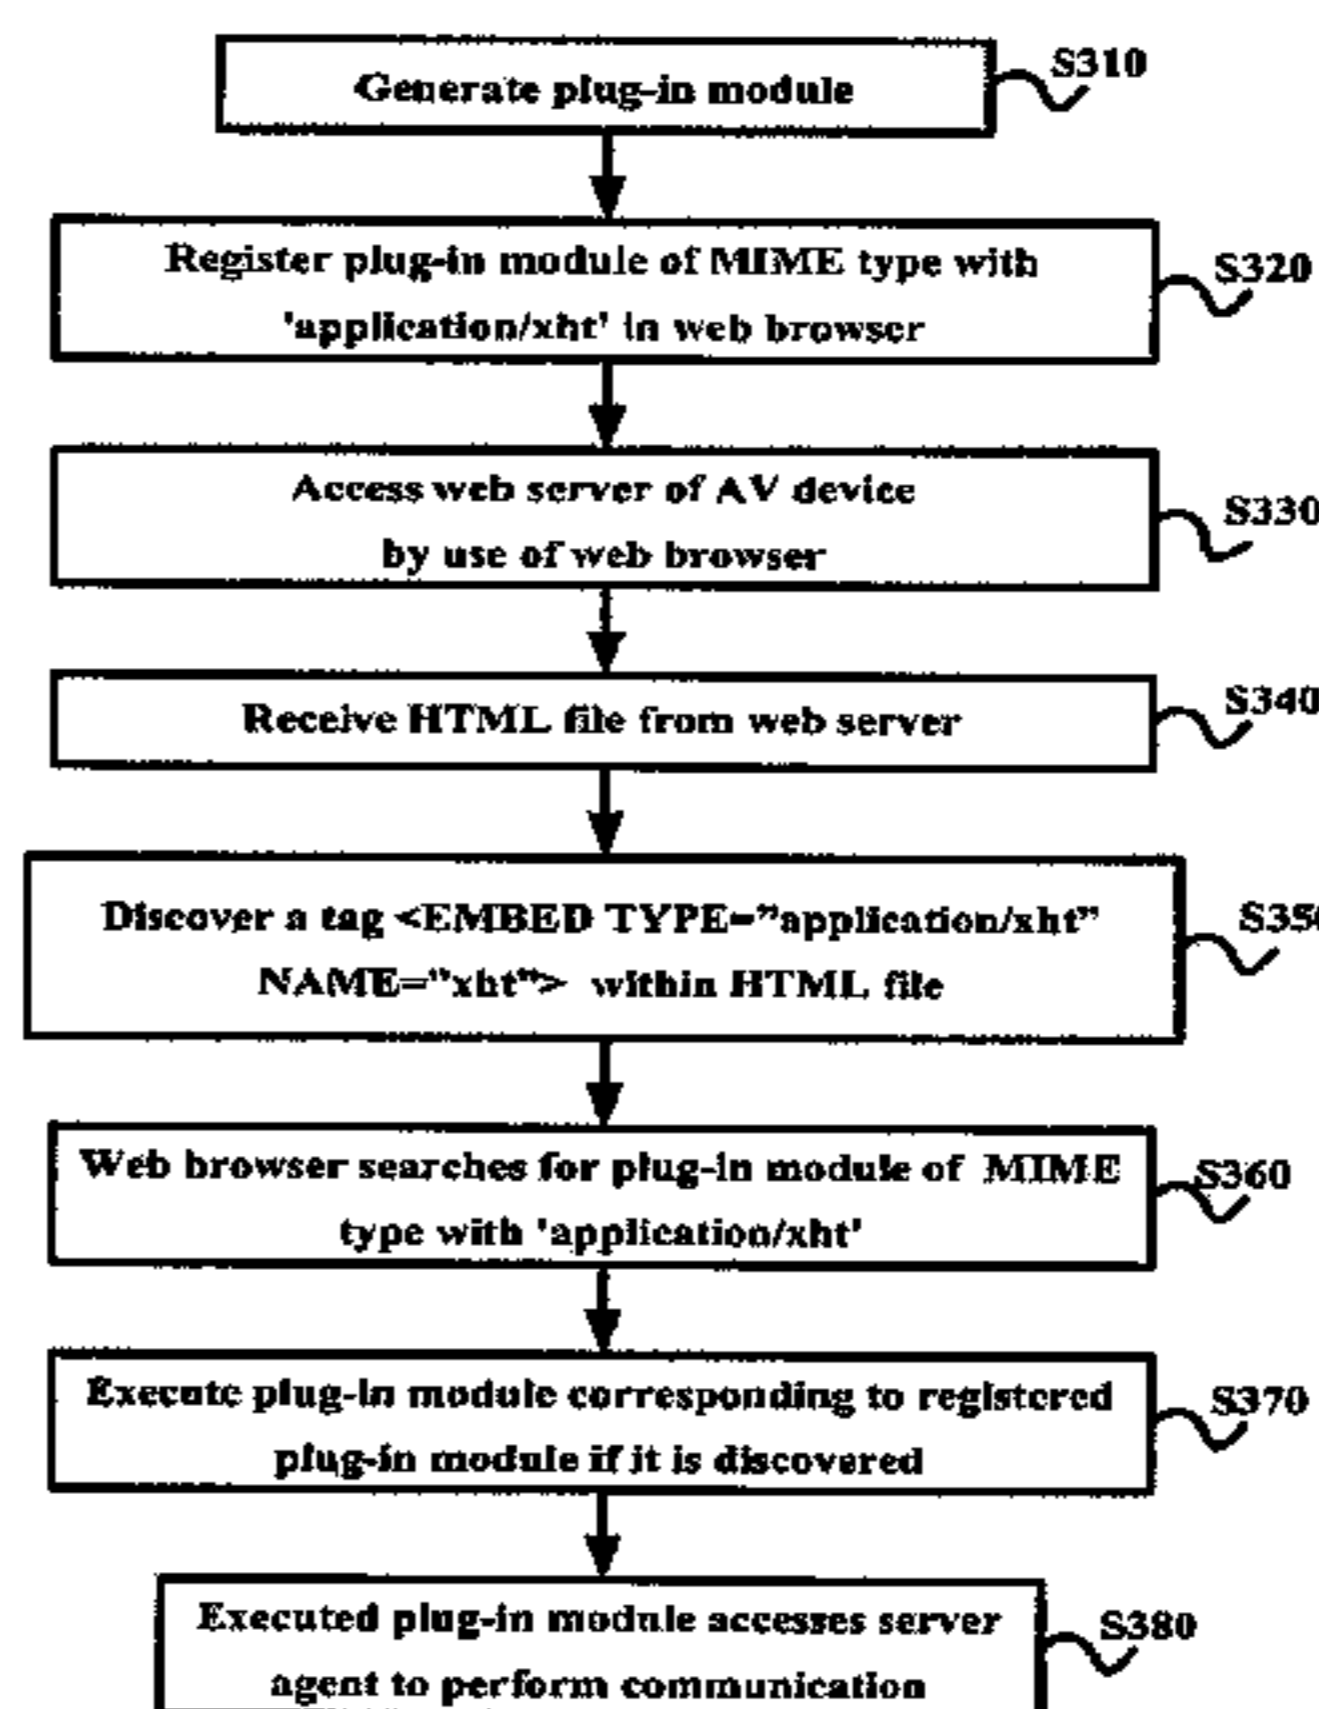 Generate plug-in module
S310
Register plug-in module of MIME type with
'application/xht' in web browser
S320
Access web server of AV device
by use of web browser
S330
Receive HTML file from web server
S340
Discover a tag <EMBED TYPE="application/xht"
NAME="xht"> within HTML file
S350
Web browser searches for plug-in module of MIME
type with 'application/xht'
S360
Execute plug-in module corresponding to registered
plug-in module if it is discovered
S370
Executed plug-in module accesses server
agent to perform communication
S380